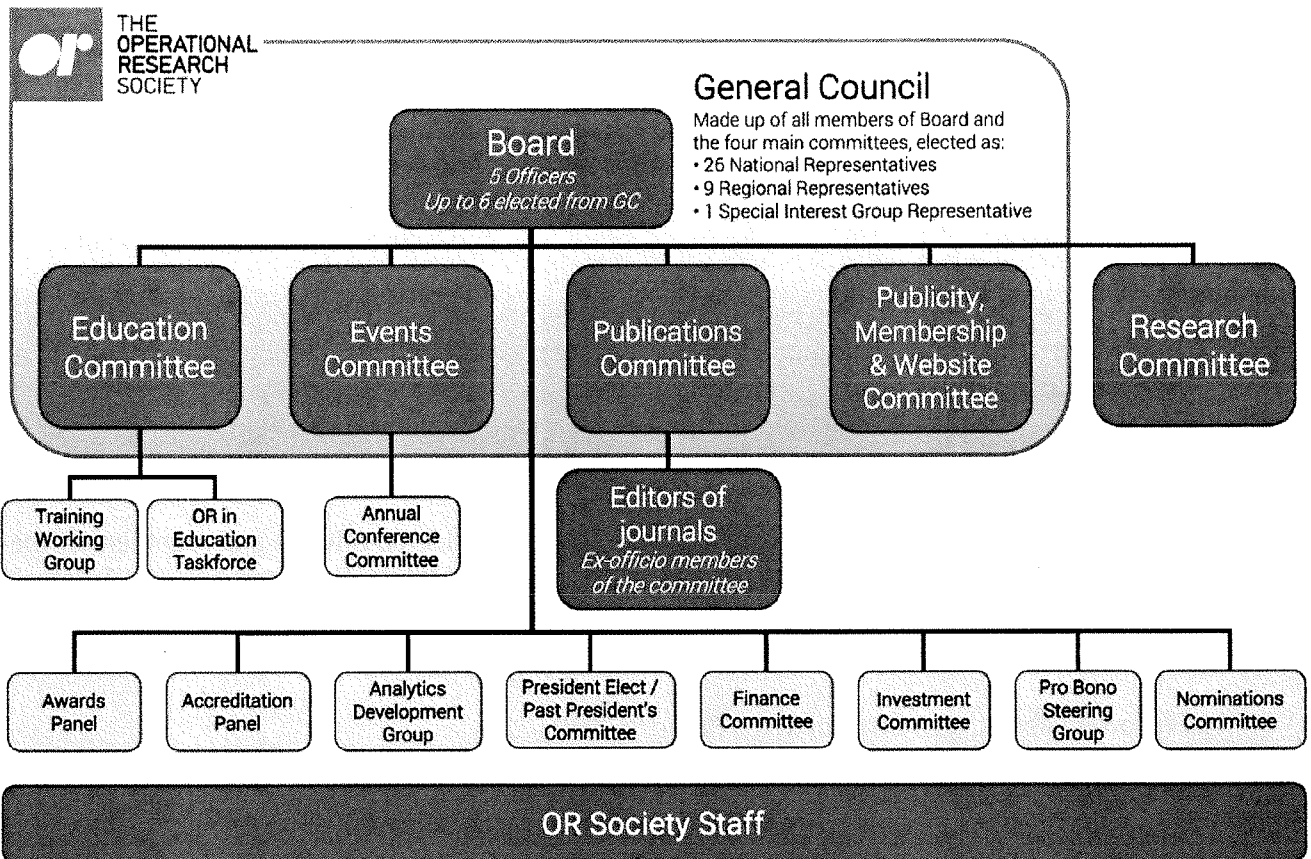 or
THE
OPERATIONAL
RESEARCH
SOCIETY
General Council
Made up of all members of Board and
the four main committees, elected as:
• 26 National Representatives
• 9 Regional Representatives
• 1 Special Interest Group Representative
Board
5 Officers
Up to 6 elected from GC
Education
Committee
Events
Committee
Publications
Committee
Publicity,
Membership
& Website
Committee
Research
Committee
Training
Working
Group
OR in
Education
Taskforce
Annual
Conference
Committee
Editors of
journals
Ex-officio members
of the committee
Awards
Panel
Accreditation
Panel
Analytics
Development
Group
President Elect /
Past President's
Committee
Finance
Committee
Investment
Committee
Pro Bono
Steering
Group
Nominations
Committee
OR Society Staff